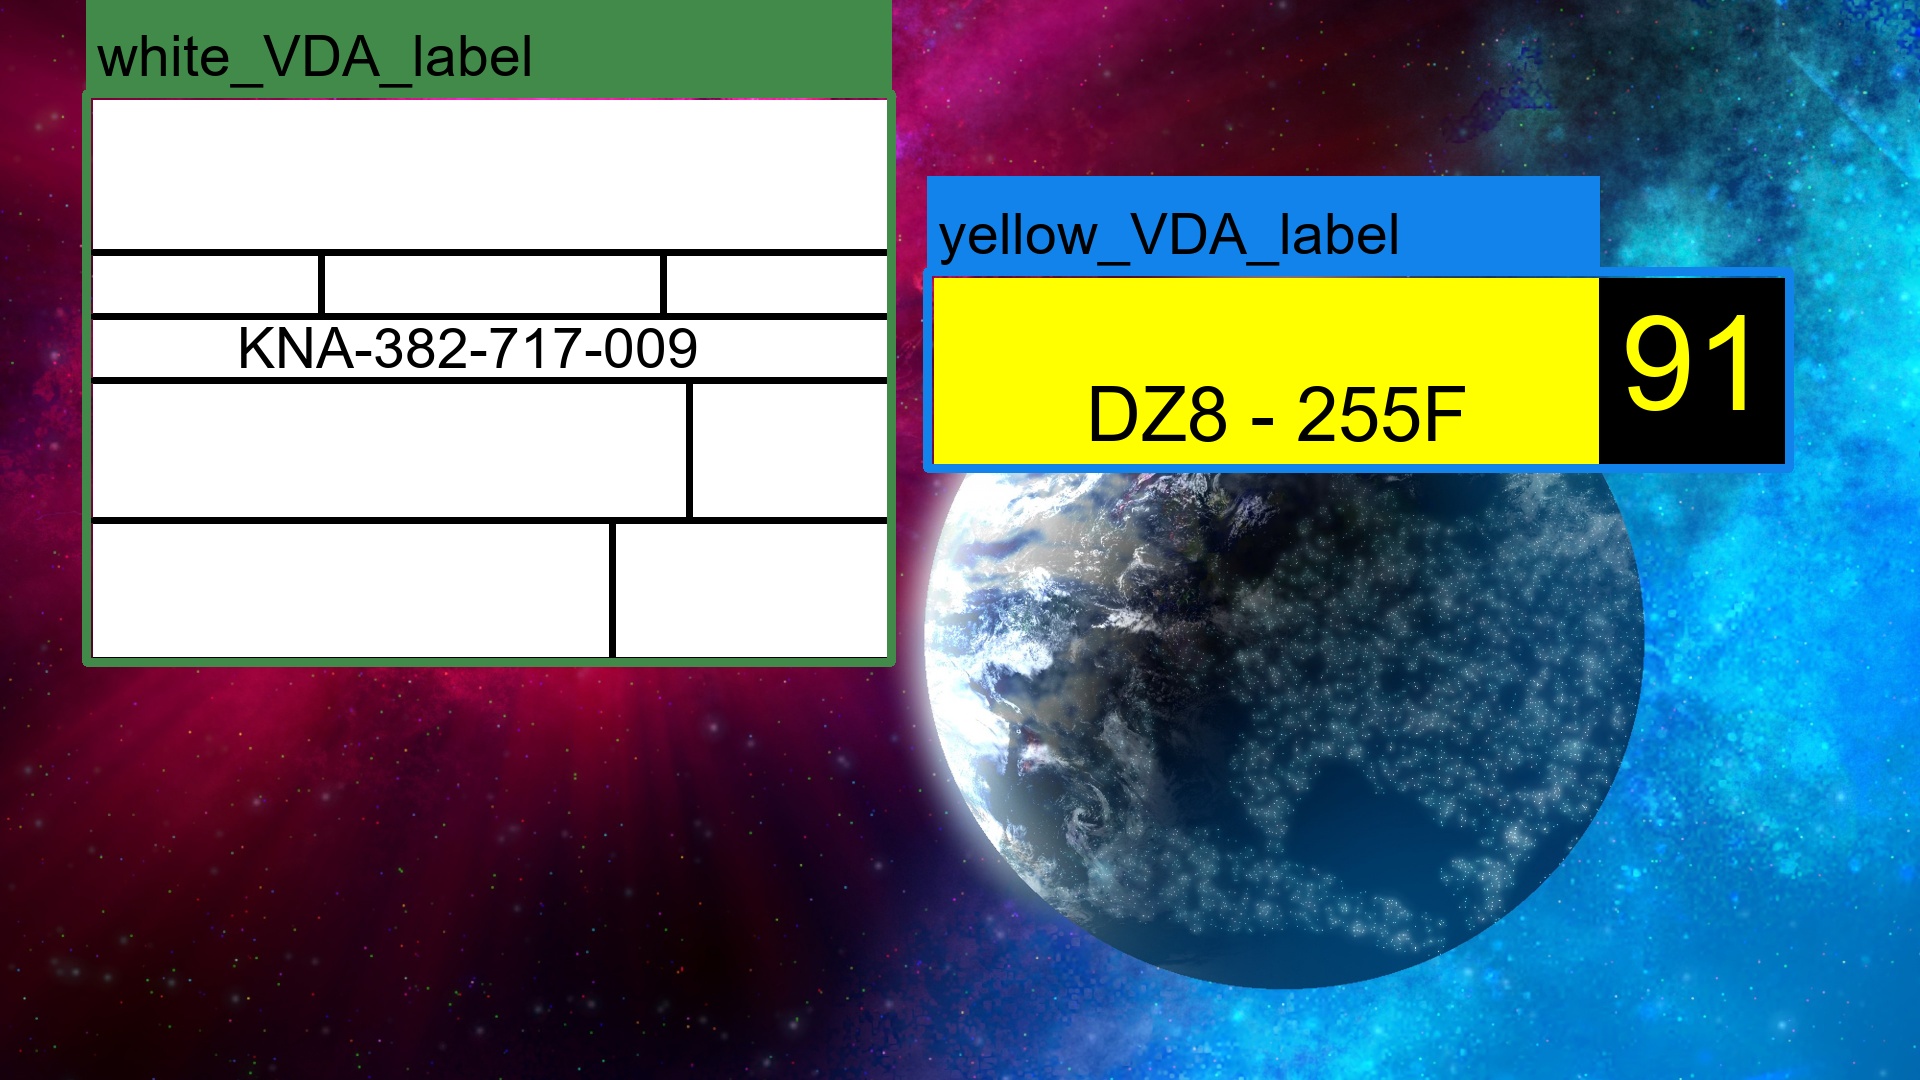 white_VDA_label
KNA-382-717-009
yellow_VDA_label
DZ8 - 255F
91